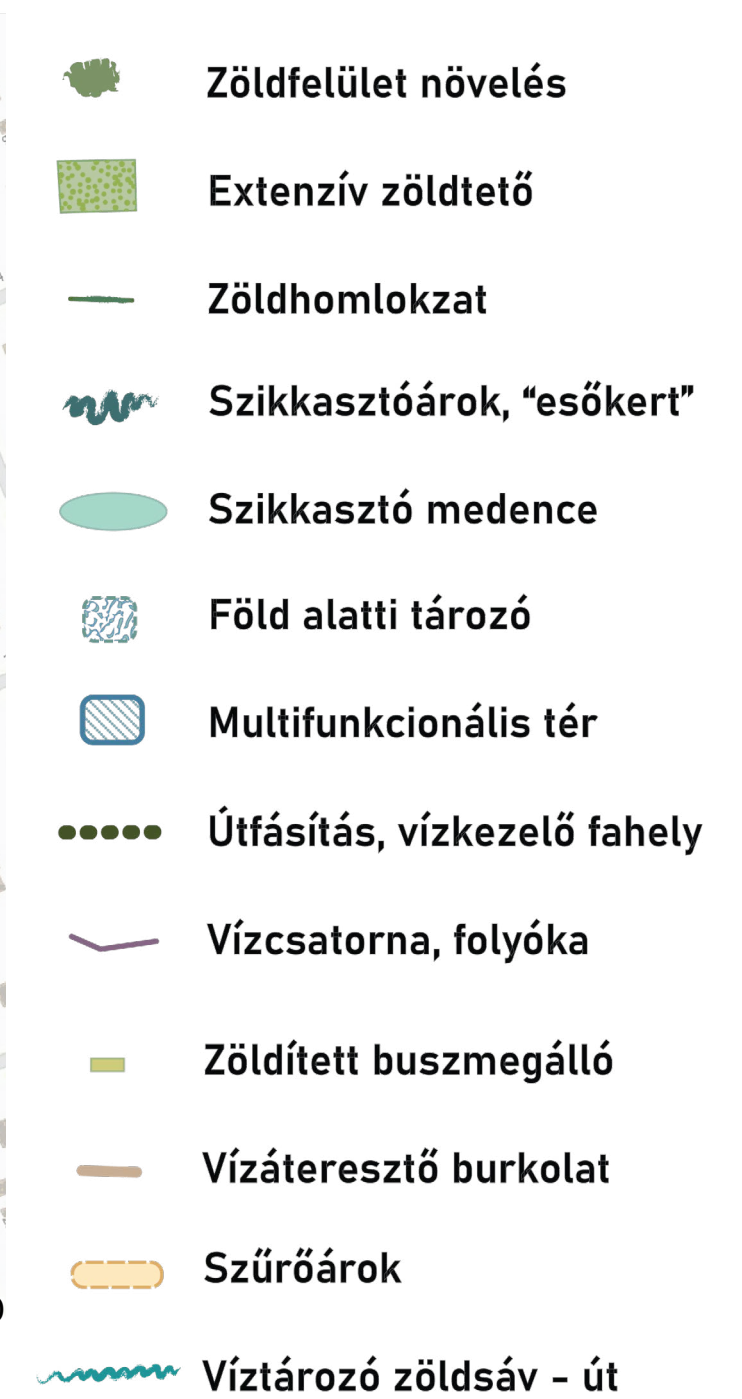 Zöldfelület növelés
Extenzív zöldtető
Zöldhomlokzat
Szikkasztóárok, “esőkert”
Szikkasztó medence
Föld alatti tározó
Multifunkcionális tér
Útfásítás, vízkezelő fahely
Vízcsatorna, folyóka
Zöldített buszmegálló
Vízáteresztő burkolat
Szűrőárok
Víztározó zöldsáv - út